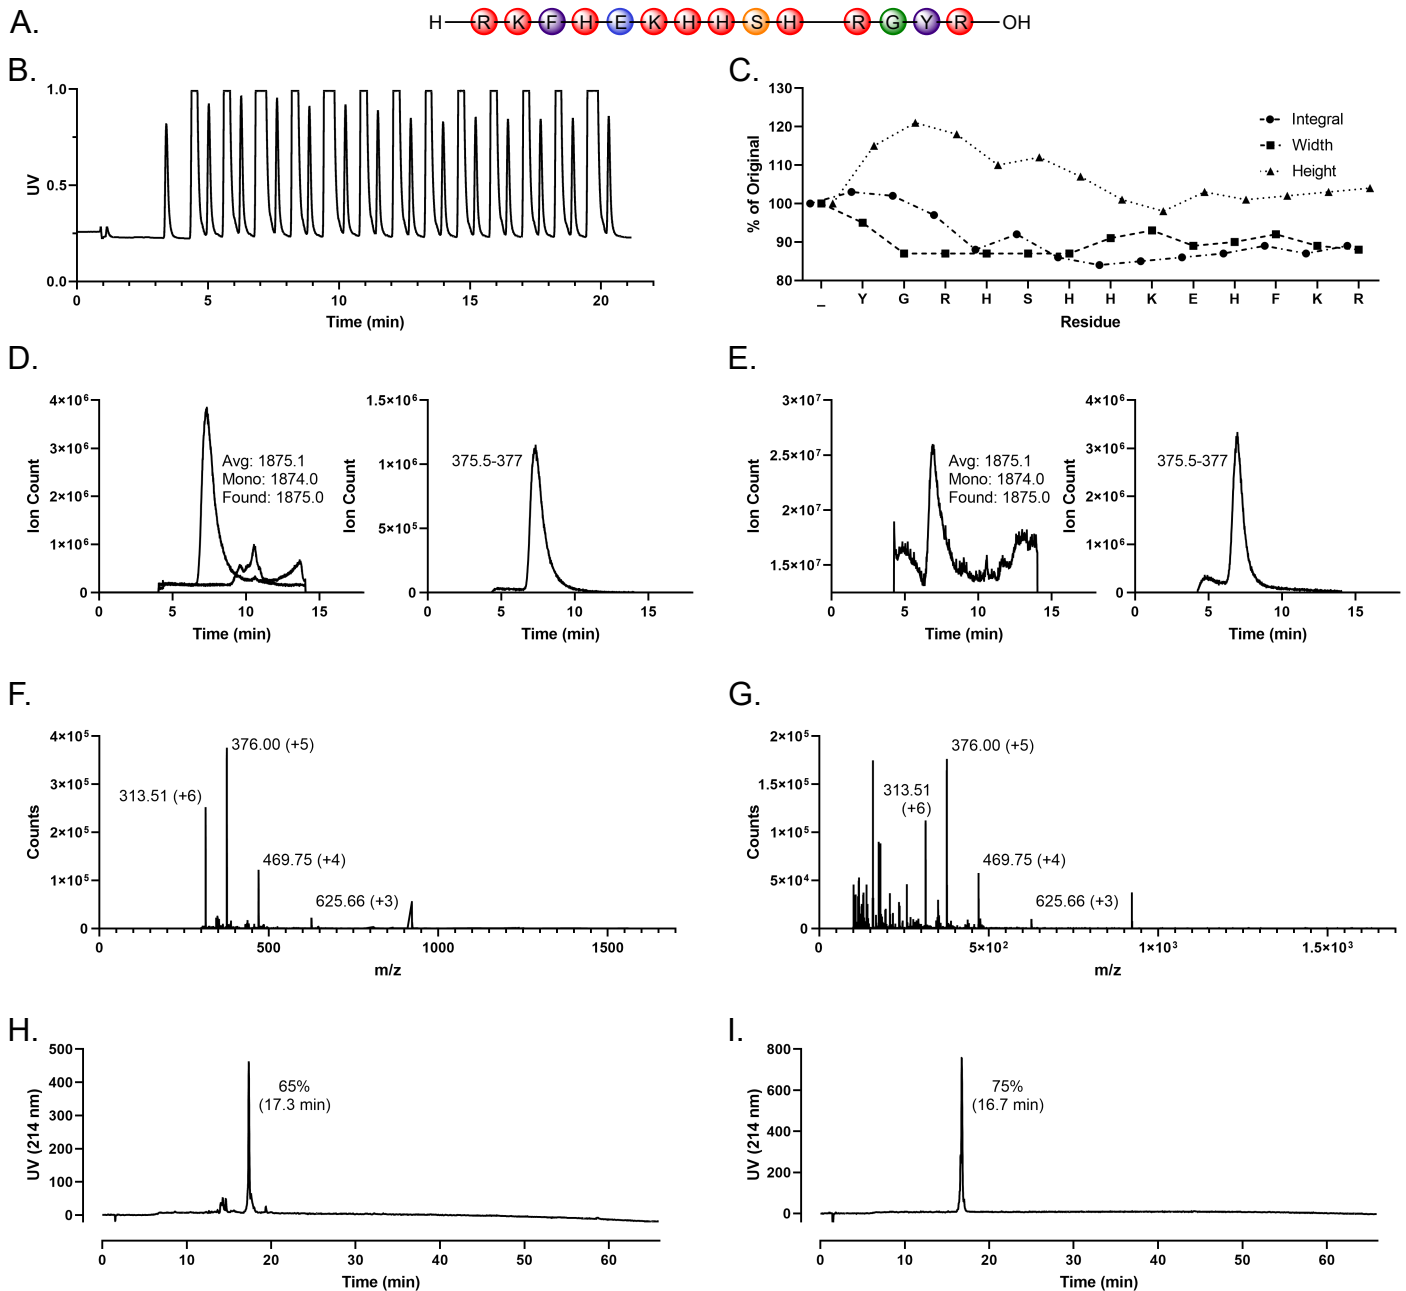 A.
H R K F H E K H H S H R G Y R OH
B.
1.0
0.5
0.0
UV
0 5 10 15 20
Time (min)
C.
130
120
110
100
90
80
% of Original
Integral
Width
Height
_ Y G R H S H H K E H F K R
Residue
D.
4×10⁶
3×10⁶
2×10⁶
1×10⁶
0
Ion Count
Avg: 1875.1
Mono: 1874.0
Found: 1875.0
0 5 10 15
Time (min)
1.5×10⁶
1×10⁶
5×10⁵
0
Ion Count
375.5-377
0 5 10 15
Time (min)
E.
3×10⁷
2.5×10⁷
2×10⁷
1.5×10⁷
Ion Count
Avg: 1875.1
Mono: 1874.0
Found: 1875.0
0 5 10 15
Time (min)
4×10⁶
3×10⁶
2×10⁶
1×10⁶
0
Ion Count
375.5-377
0 5 10 15
Time (min)
F.
4×10⁵
3×10⁵
2×10⁵
1×10⁵
0
Counts
376.00 (+5)
313.51 (+6)
469.75 (+4)
625.66 (+3)
0 500 1000 1500
m/z
G.
2×10⁵
1.5×10⁵
1×10⁵
5×10⁴
0
Counts
376.00 (+5)
313.51
(+6)
469.75 (+4)
625.66 (+3)
0 5×10² 1×10³ 1.5×10³
m/z
H.
500
400
300
200
100
0
UV (214 nm)
65%
(17.3 min)
0 10 20 30 40 50 60
Time (min)
I.
800
600
400
200
0
UV (214 nm)
75%
(16.7 min)
0 10 20 30 40 50 60
Time (min)